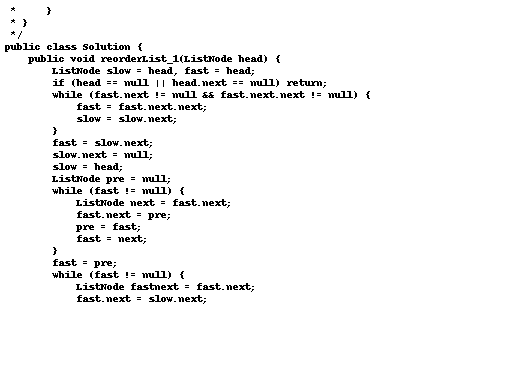 *     }
 * }
 */
public class Solution {
    public void reorderList_1(ListNode head) {
        ListNode slow = head, fast = head;
        if (head == null || head.next == null) return;
        while (fast.next != null && fast.next.next != null) {
            fast = fast.next.next;
            slow = slow.next;
        }
        fast = slow.next;
        slow.next = null;
        slow = head;
        ListNode pre = null;
        while (fast != null) {
            ListNode next = fast.next;
            fast.next = pre;
            pre = fast;
            fast = next;
        }
        fast = pre;
        while (fast != null) {
            ListNode fastnext = fast.next;
            fast.next = slow.next;